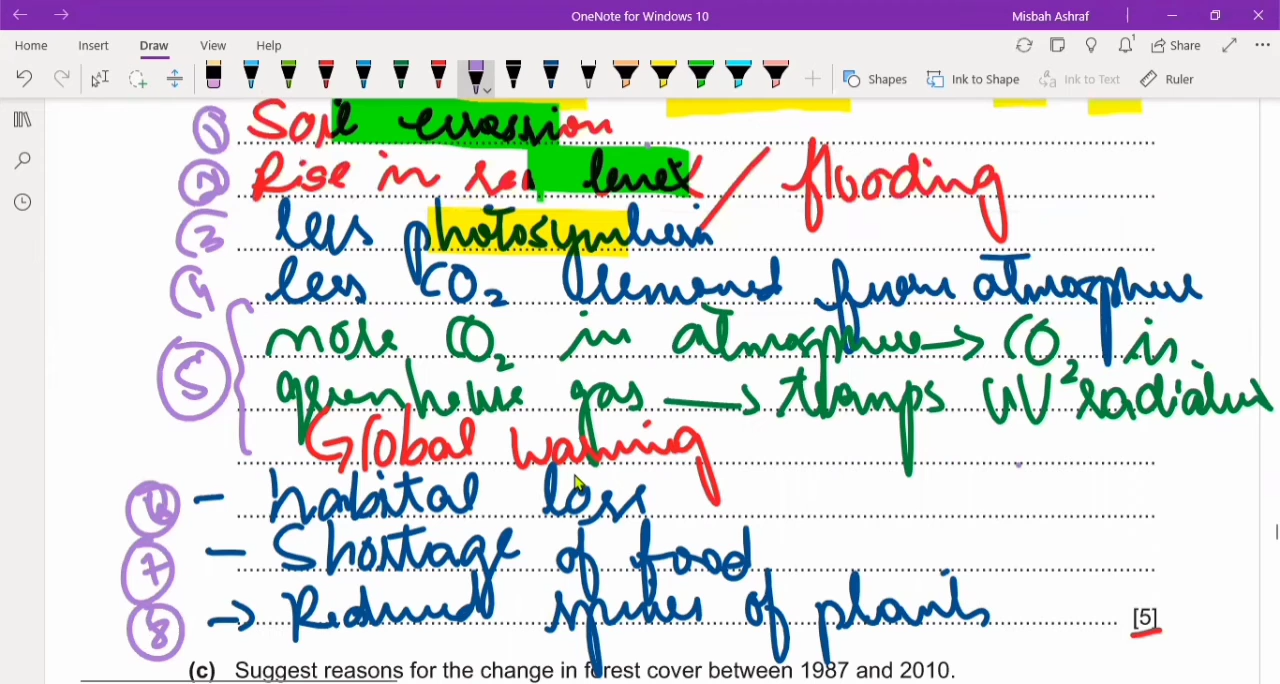 OneNote for Windows 10
Misbah Ashraf
Home Insert Draw View Help
Share
Shapes Ink to Shape Ink to Text Ruler
① Soil erossion
② Rise in sea level / flooding
③ less photosynthesis
④ less CO₂ removed from atmosphere
⑤ more CO₂ in atmosphere → CO₂ is
greenhouse gas → tramps UV radiation
Global warming
⑥ - habital loss
⑦ - Shortage of food
⑧ → Reduced species of plants
[5]
(c) Suggest reasons for the change in forest cover between 1987 and 2010.